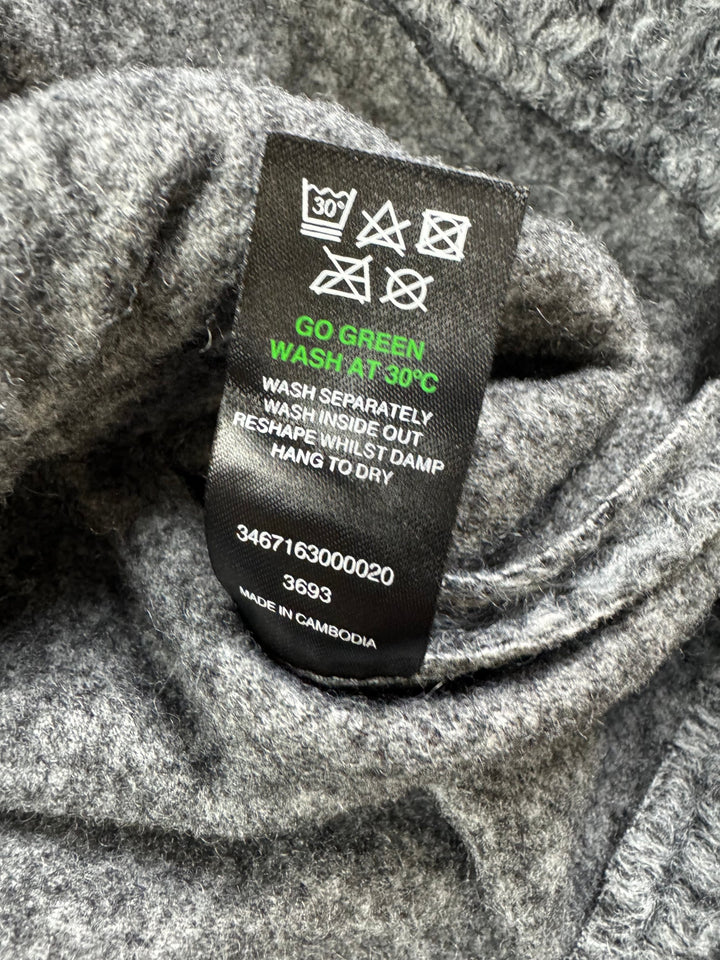 30°
GO GREEN
WASH AT 30°C
WASH SEPARATELY
WASH INSIDE OUT
RESHAPE WHILST DAMP
HANG TO DRY
3467163000020
3693
MADE IN CAMBODIA